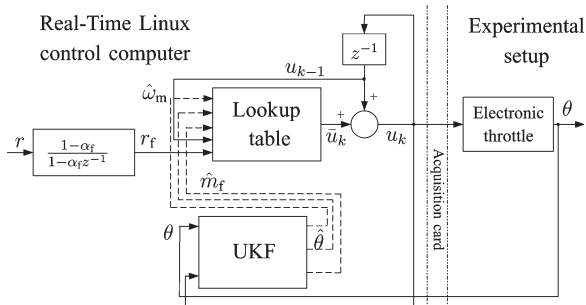 Real-Time Linux
control computer
Experimental
setup
z⁻¹
u_{k−1}
ω̂_m
Lookup
table
+
+
ū_k
u_k
Electronic
throttle
θ
r
1−α_f
1−α_f z⁻¹
r_f
m̂_f
Acquisition card
θ
UKF
θ̂